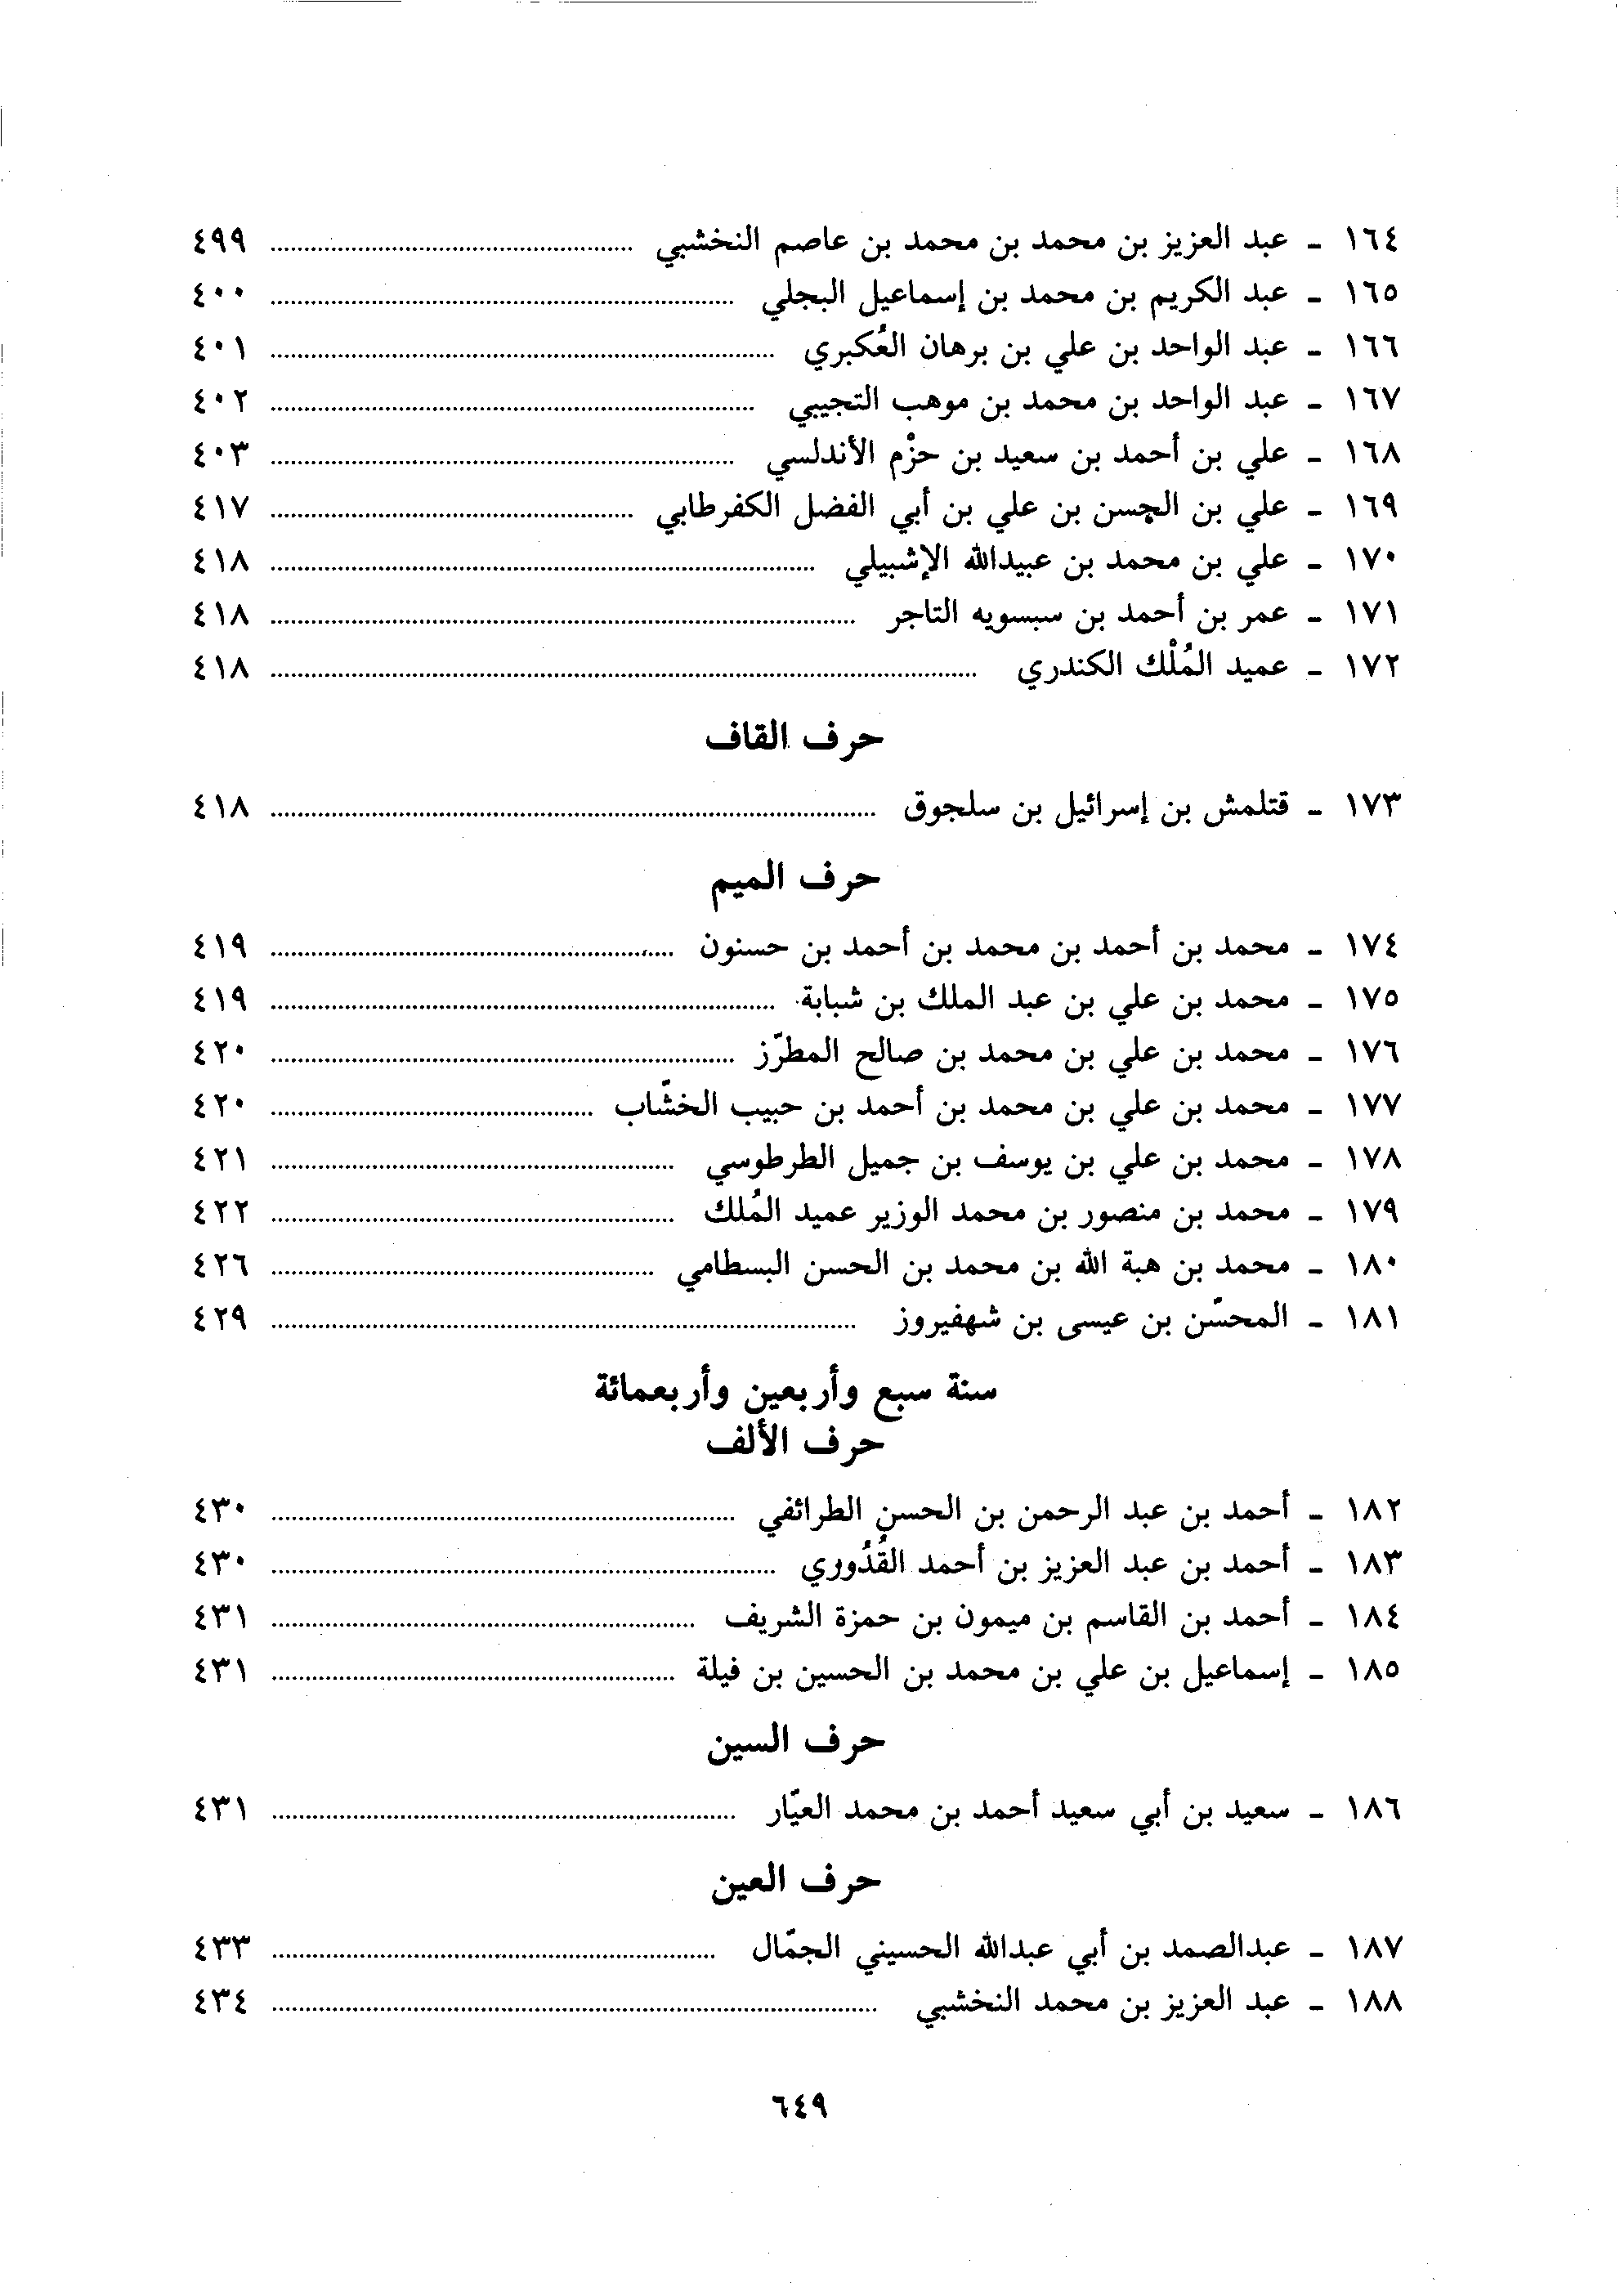 ١٦٤ - عبد العزيز بن محمد بن محمد بن عاصم النخشبي ........ ٤٩٩
١٦٥ - عبد الكريم بن محمد بن إسماعيل البجلي ........ ٤٠٠
١٦٦ - عبد الواحد بن علي بن برهان العُكبري ........ ٤٠١
١٦٧ - عبد الواحد بن محمد بن موهب التجيبي ........ ٤٠٢
١٦٨ - علي بن أحمد بن سعيد بن حزْم الأندلسي ........ ٤٠٣
١٦٩ - علي بن الحسن بن علي بن أبي الفضل الكفرطابي ........ ٤١٧
١٧٠ - علي بن محمد بن عبيدالله الإشبيلي ........ ٤١٨
١٧١ - عمر بن أحمد بن سبسويه التاجر ........ ٤١٨
١٧٢ - عميد المُلْك الكندري ........ ٤١٨
حرف القاف
١٧٣ - قتلمش بن إسرائيل بن سلجوق ........ ٤١٨
حرف الميم
١٧٤ - محمد بن أحمد بن محمد بن أحمد بن حسنون ........ ٤١٩
١٧٥ - محمد بن علي بن عبد الملك بن شبابة ........ ٤١٩
١٧٦ - محمد بن علي بن محمد بن صالح المطرّز ........ ٤٢٠
١٧٧ - محمد بن علي بن محمد بن أحمد بن حبيب الخشّاب ........ ٤٢٠
١٧٨ - محمد بن علي بن يوسف بن جميل الطرطوسي ........ ٤٢١
١٧٩ - محمد بن منصور بن محمد الوزير عميد المُلك ........ ٤٢٢
١٨٠ - محمد بن هبة الله بن محمد بن الحسن البسطامي ........ ٤٢٦
١٨١ - المحسّن بن عيسى بن شهفيروز ........ ٤٢٩
سنة سبع وأربعين وأربعمائة
حرف الألف
١٨٢ - أحمد بن عبد الرحمن بن الحسن الطرائفي ........ ٤٣٠
١٨٣ - أحمد بن عبد العزيز بن أحمد القُدُوري ........ ٤٣٠
١٨٤ - أحمد بن القاسم بن ميمون بن حمزة الشريف ........ ٤٣١
١٨٥ - إسماعيل بن علي بن محمد بن الحسين بن فيلة ........ ٤٣١
حرف السين
١٨٦ - سعيد بن أبي سعيد أحمد بن محمد العيّار ........ ٤٣١
حرف العين
١٨٧ - عبدالصمد بن أبي عبدالله الحسيني الجمّال ........ ٤٣٣
١٨٨ - عبد العزيز بن محمد النخشبي ........ ٤٣٤
٦٤٩